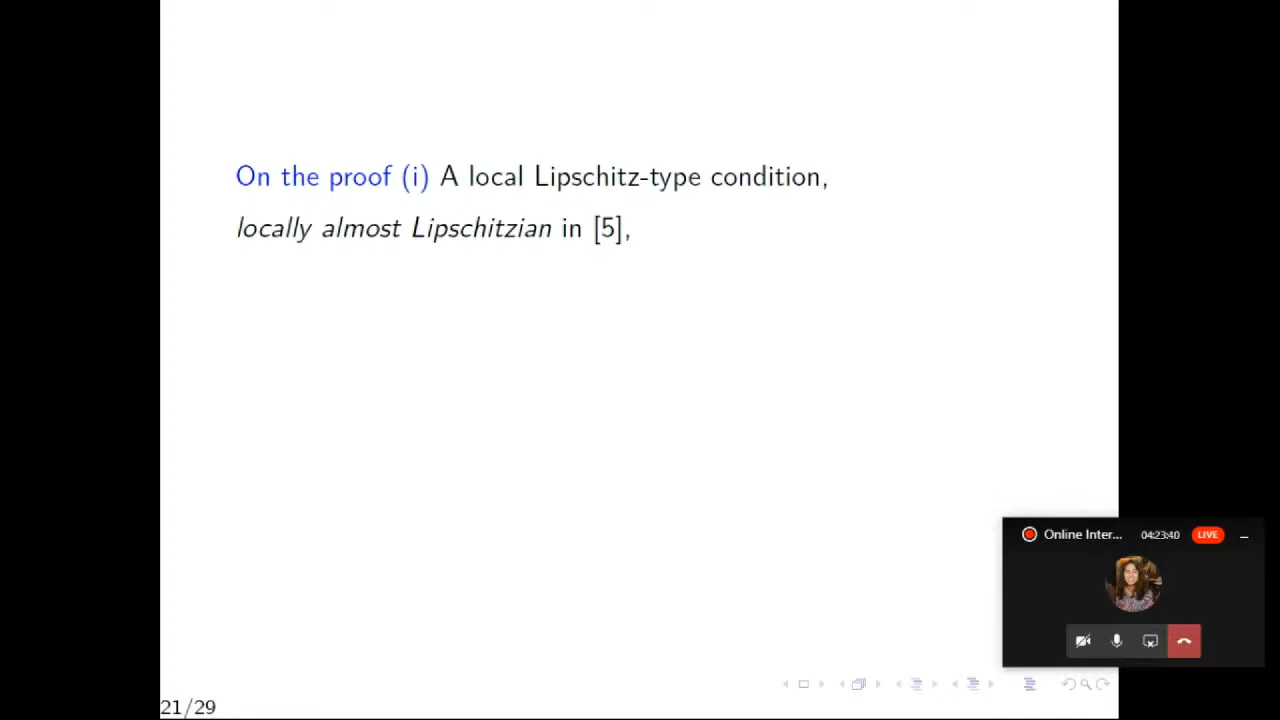 On the proof (i) A local Lipschitz-type condition,
locally almost Lipschitzian in [5],
Online Inter...
04:23:40
LIVE
21/29